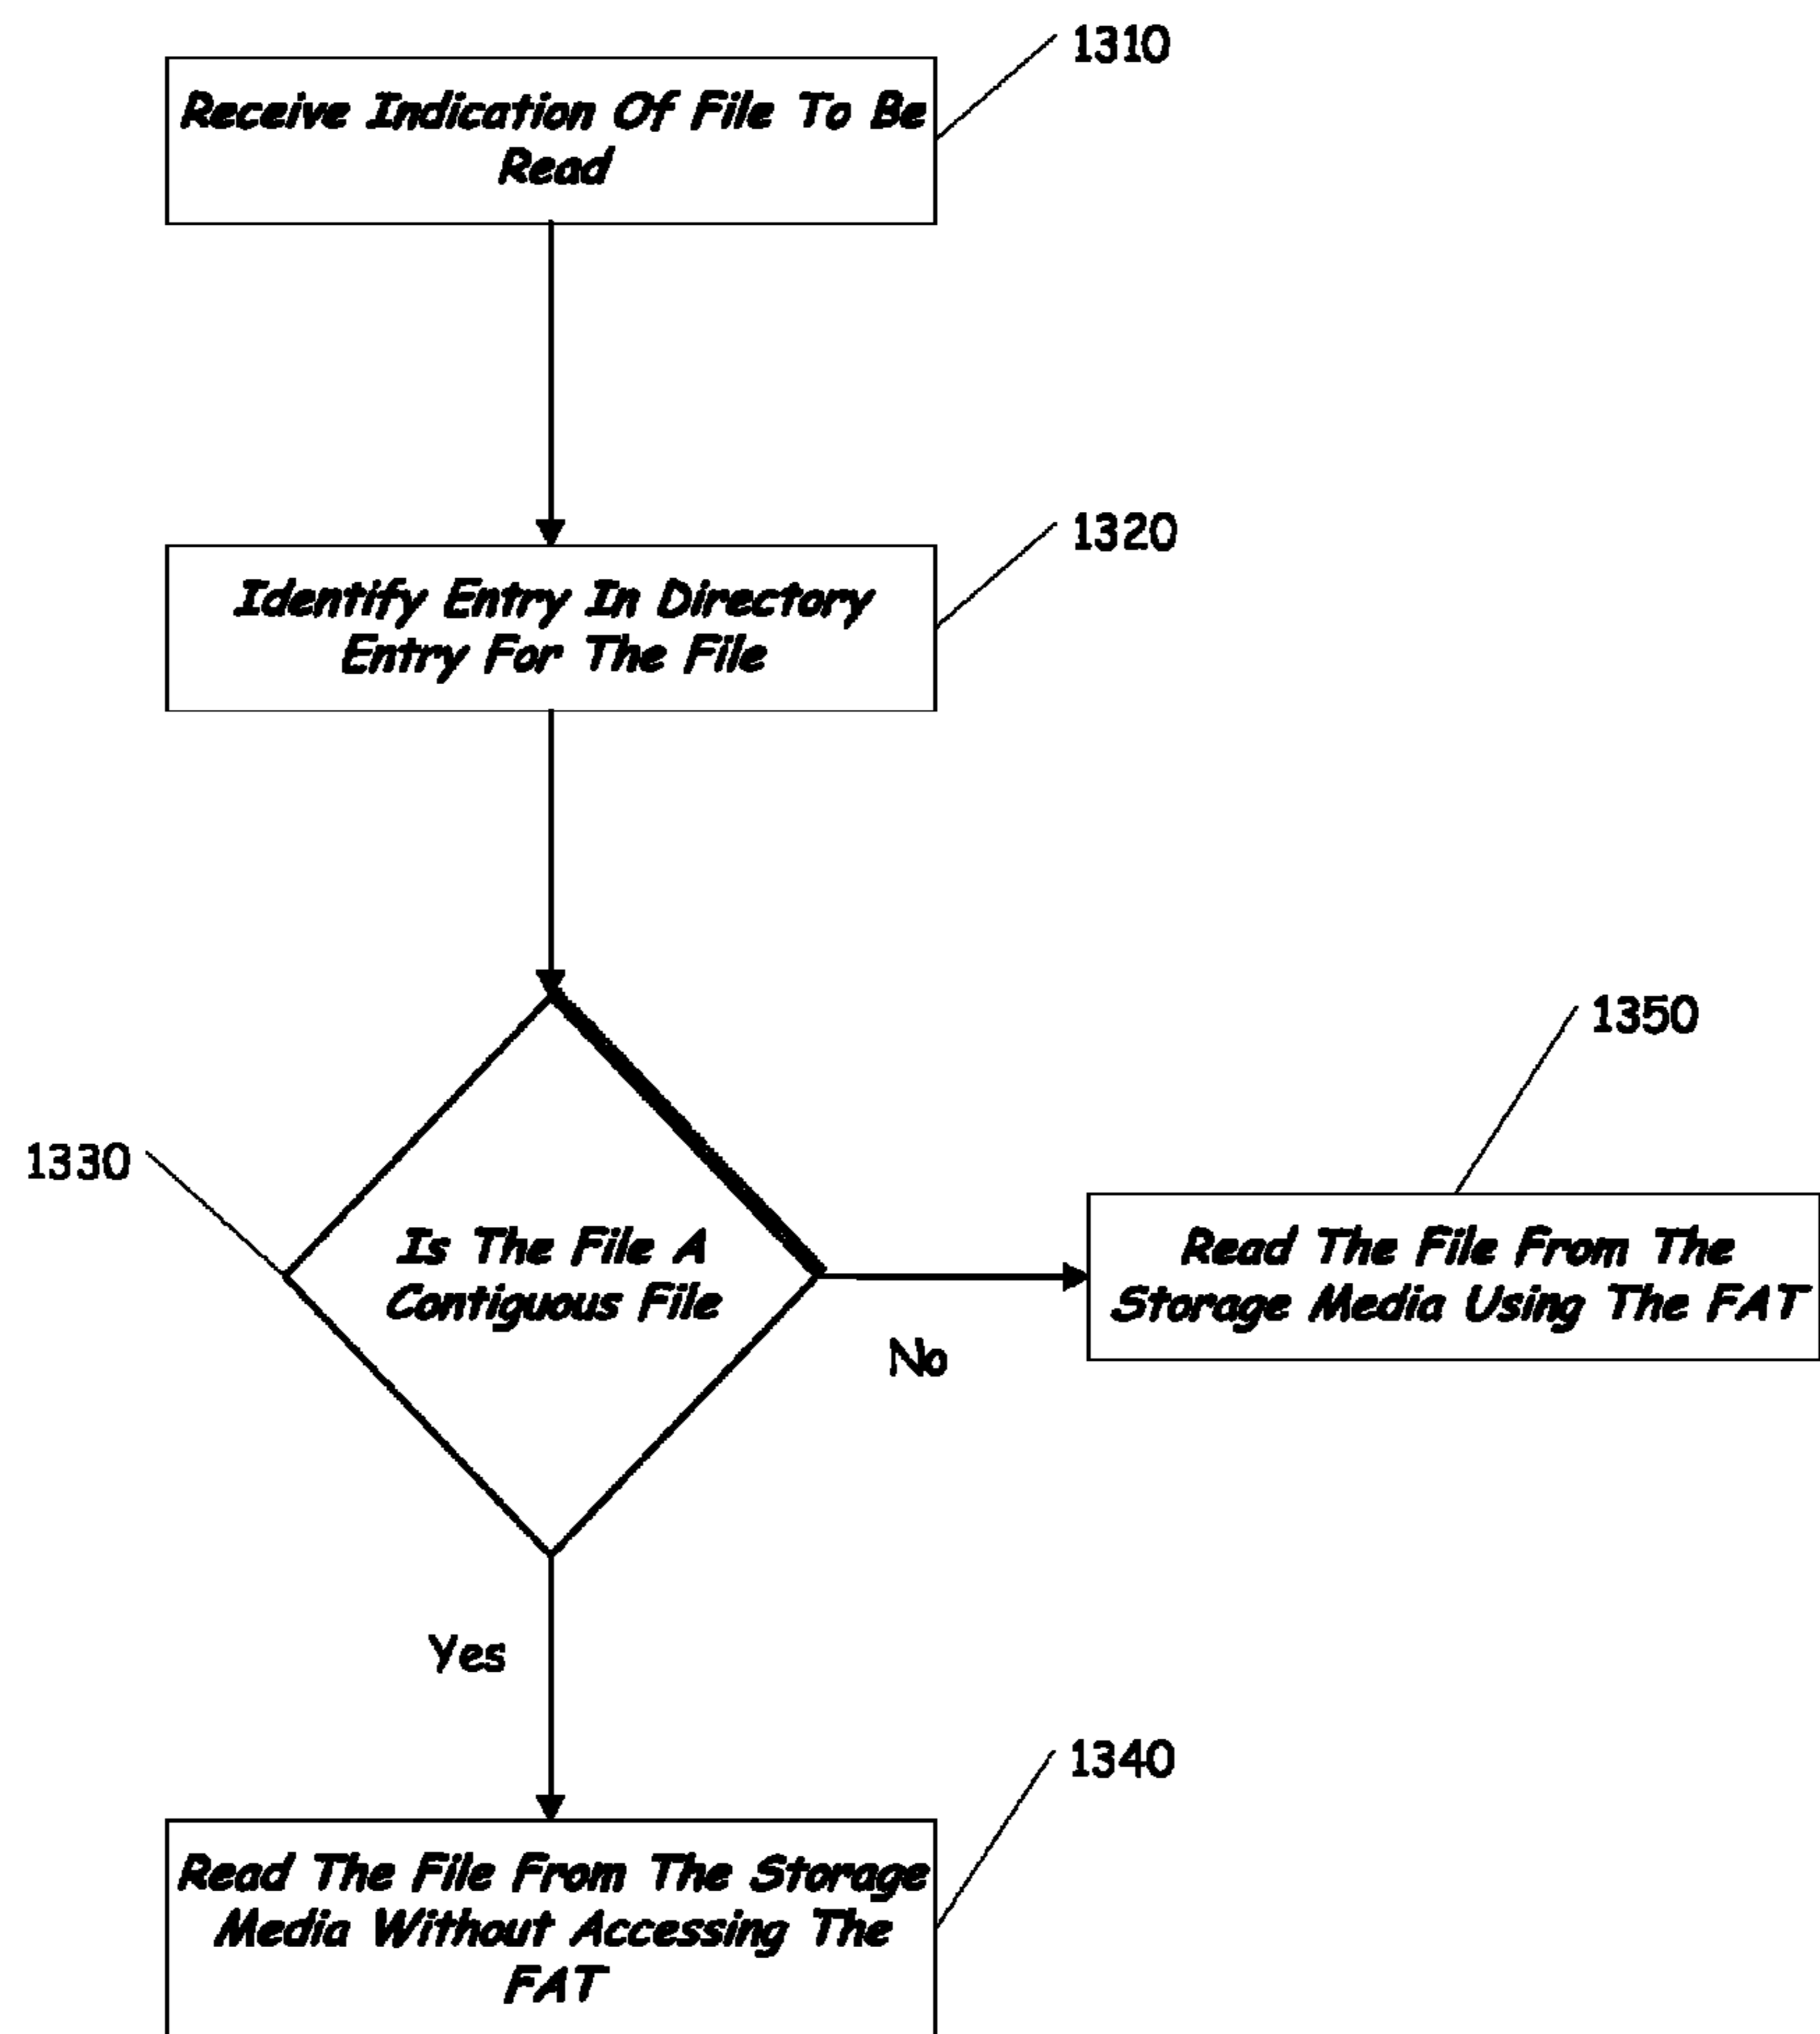 1310
Receive Indication Of File To Be
Read
1320
Identify Entry In Directory
Entry For The File
1350
1330
Is The File A
Contiguous File
Read The File From The
Storage Media Using The FAT
No
Yes
1340
Read The File From The Storage
Media Without Accessing The
FAT